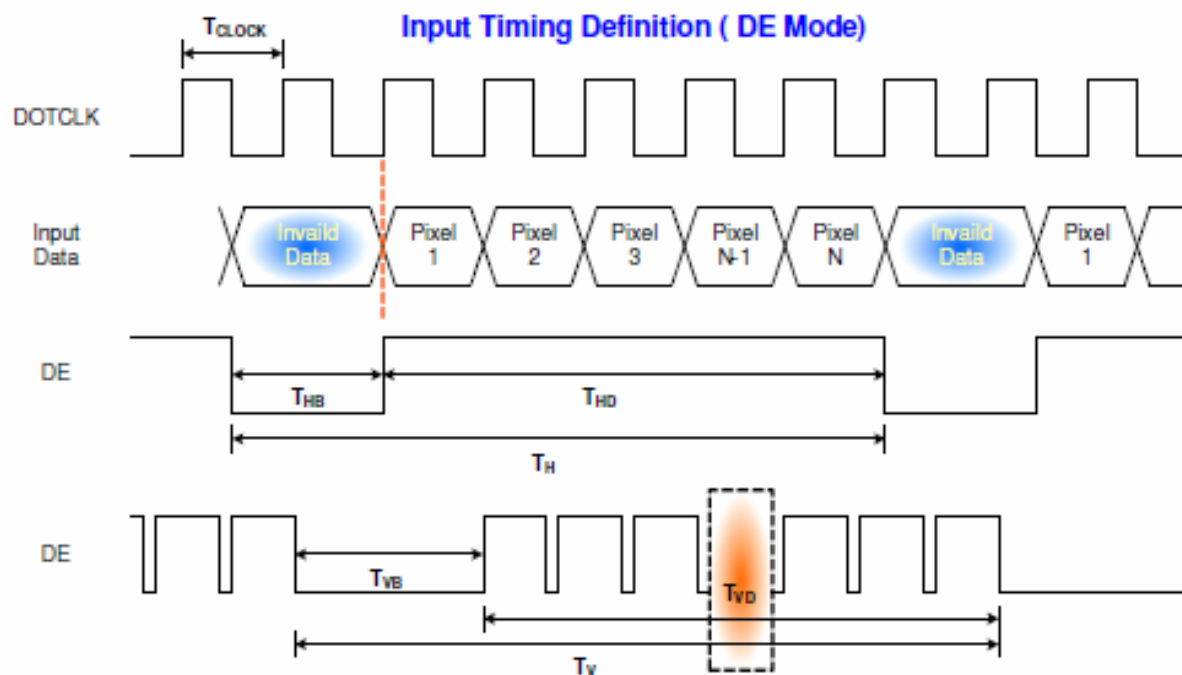 Input Timing Definition ( DE Mode)
TCLOCK
DOTCLK
Input
Data
Invaild
Data
Pixel
1
Pixel
2
Pixel
3
Pixel
N-1
Pixel
N
Invaild
Data
Pixel
1
DE
THB
THD
TH
DE
TVB
TVD
TV